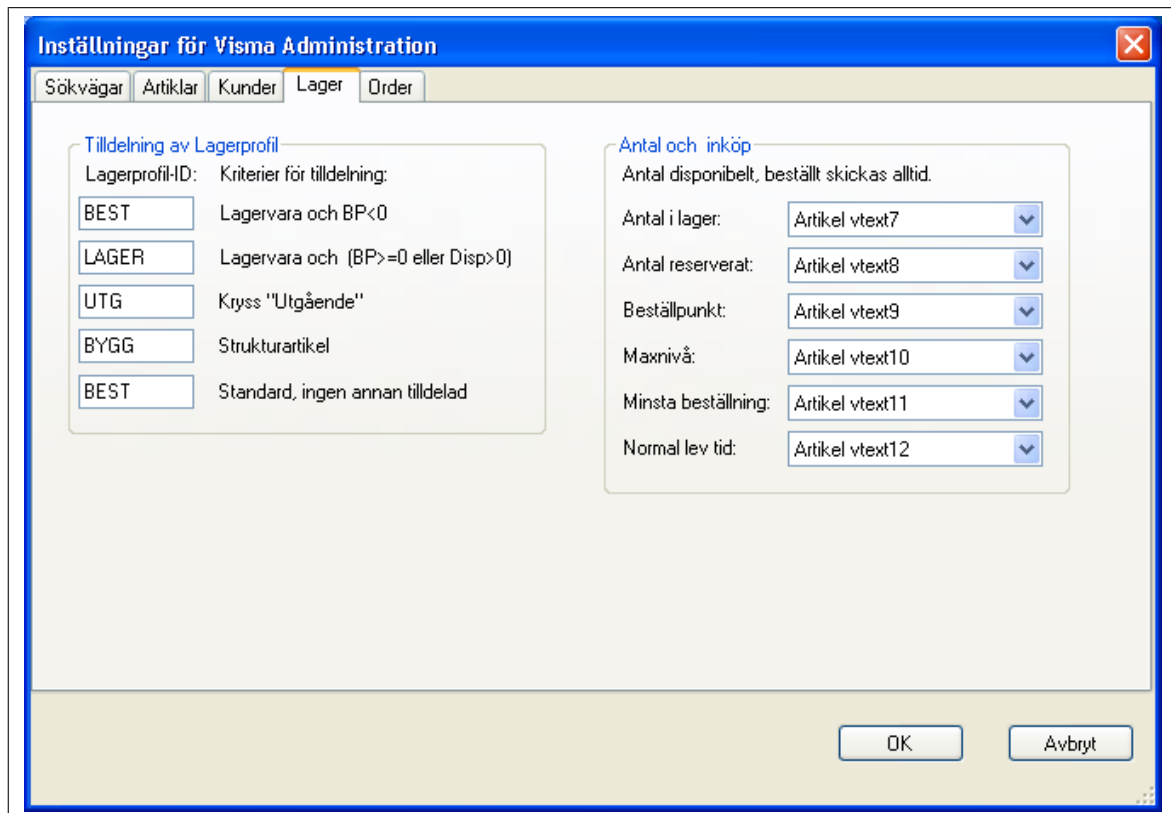 Inställningar för Visma Administration
Sökvägar Artiklar Kunder Lager Order
Tilldelning av Lagerprofil
Lagerprofil-ID: Kriterier för tilldelning:
BEST Lagervara och BP<0
LAGER Lagervara och (BP>=0 eller Disp>0)
UTG Kryss "Utgående"
BYGG Strukturartikel
BEST Standard, ingen annan tilldelad
Antal och inköp
Antal disponibelt, beställt skickas alltid.
Antal i lager: Artikel vtext7
Antal reserverat: Artikel vtext8
Beställpunkt: Artikel vtext9
Maxnivå: Artikel vtext10
Minsta beställning: Artikel vtext11
Normal lev tid: Artikel vtext12
OK Avbryt